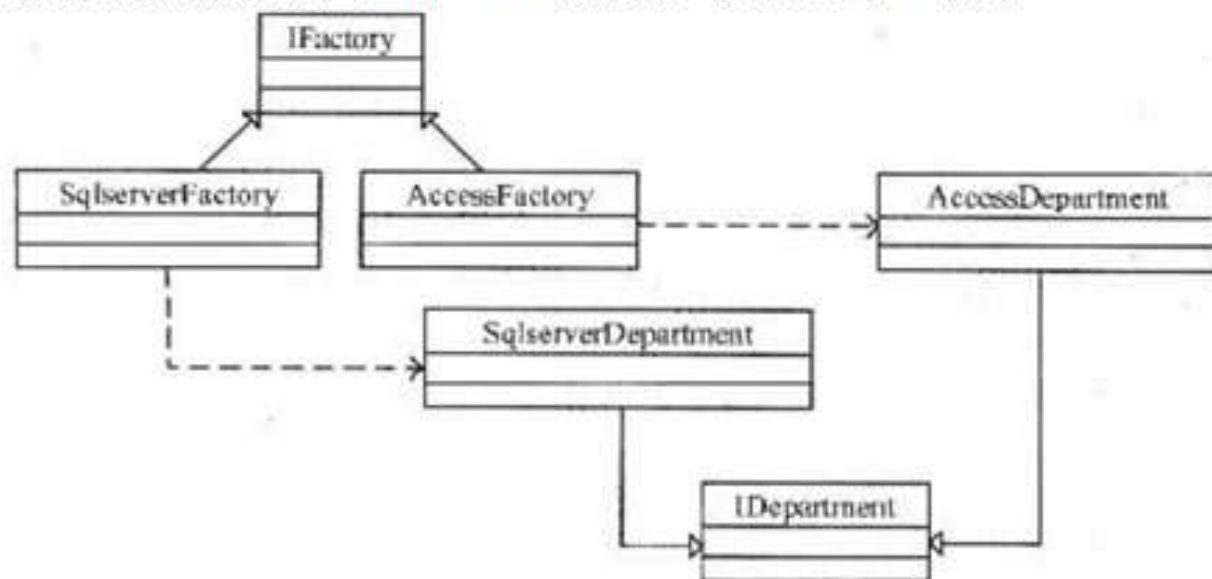 IFactory
SqlserverFactory
AccessFactory
AccessDepartment
SqlserverDepartment
IDepartment